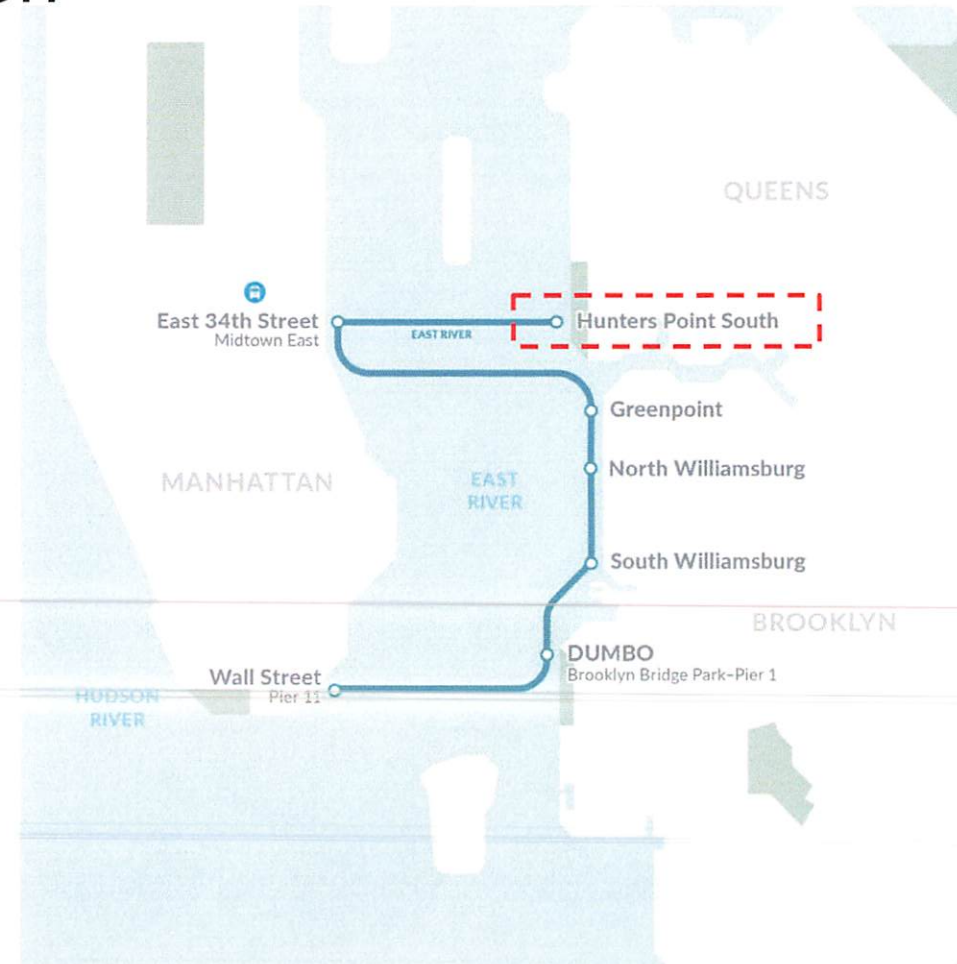 QUEENS
East 34th Street
Midtown East
EAST RIVER
Hunters Point South
Greenpoint
North Williamsburg
MANHATTAN
EAST
RIVER
South Williamsburg
BROOKLYN
DUMBO
Brooklyn Bridge Park–Pier 1
Wall Street
Pier 11
HUDSON
RIVER